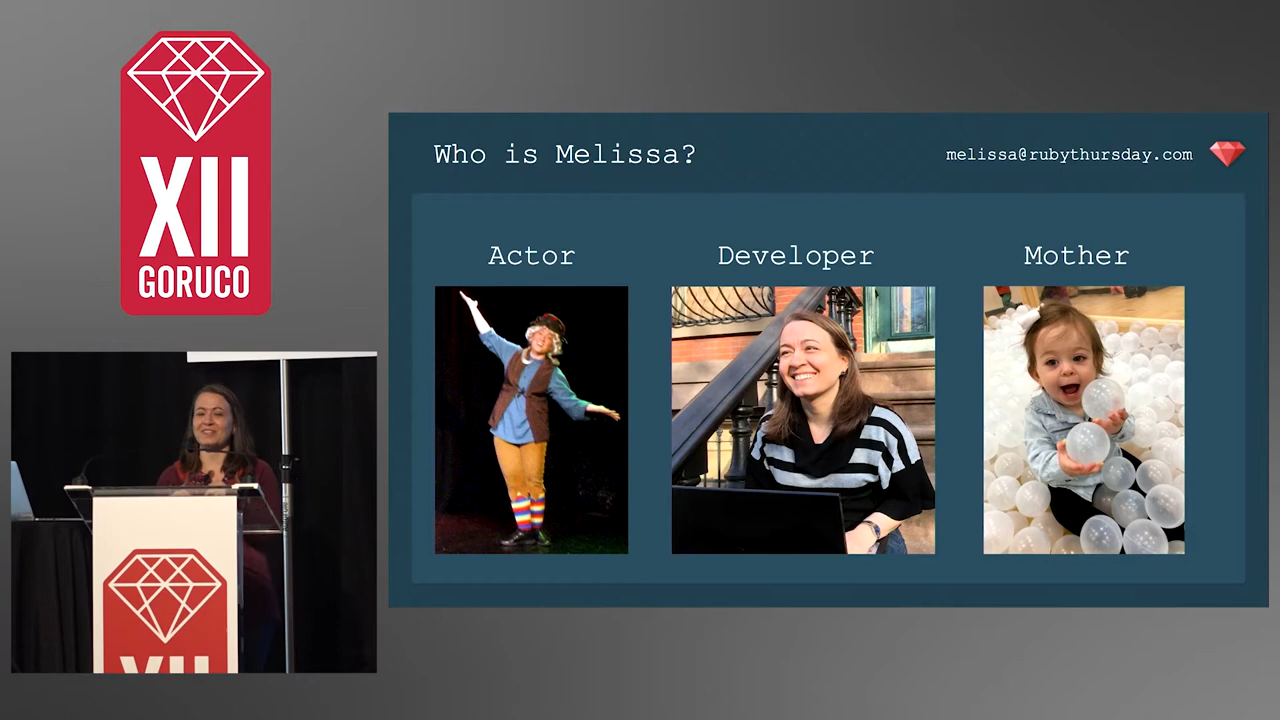 XII
GORUCO
Who is Melissa?
melissa@rubythursday.com
Actor
Developer
Mother
XII